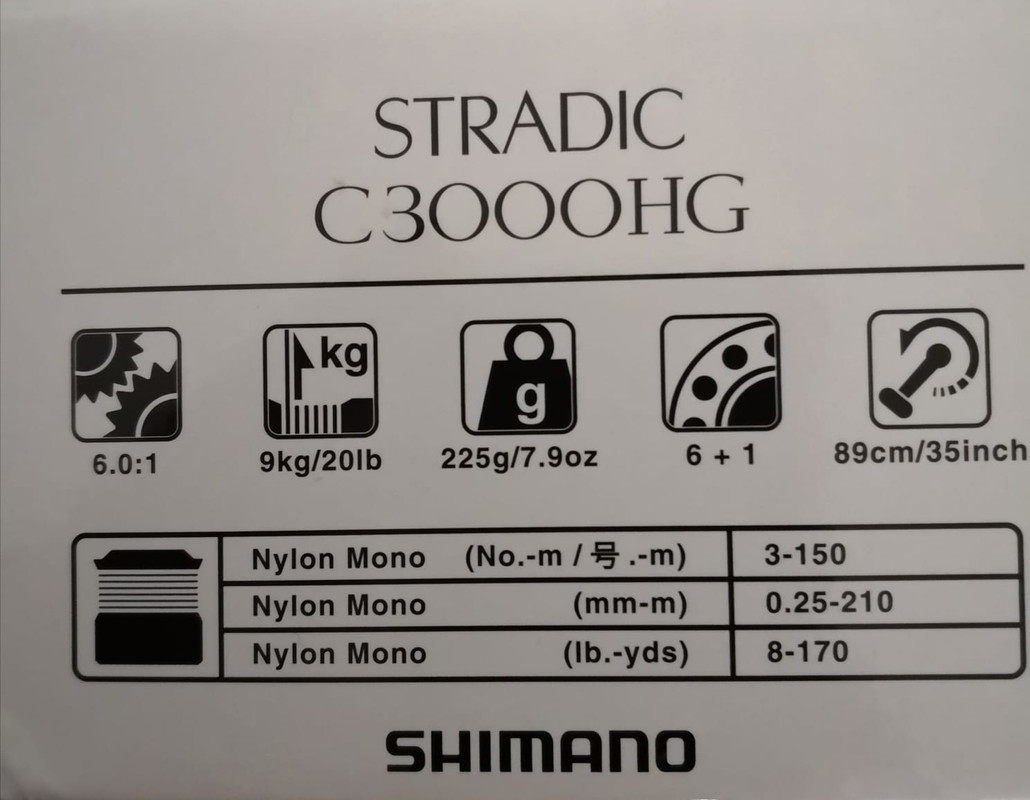 STRADIC
C3000HG
kg
g
6.0:1 9kg/20lb 225g/7.9oz 6 + 1 89cm/35inch
Nylon Mono (No.-m / 号 .-m) 3-150
Nylon Mono (mm-m) 0.25-210
Nylon Mono (lb.-yds) 8-170
SHIMANO